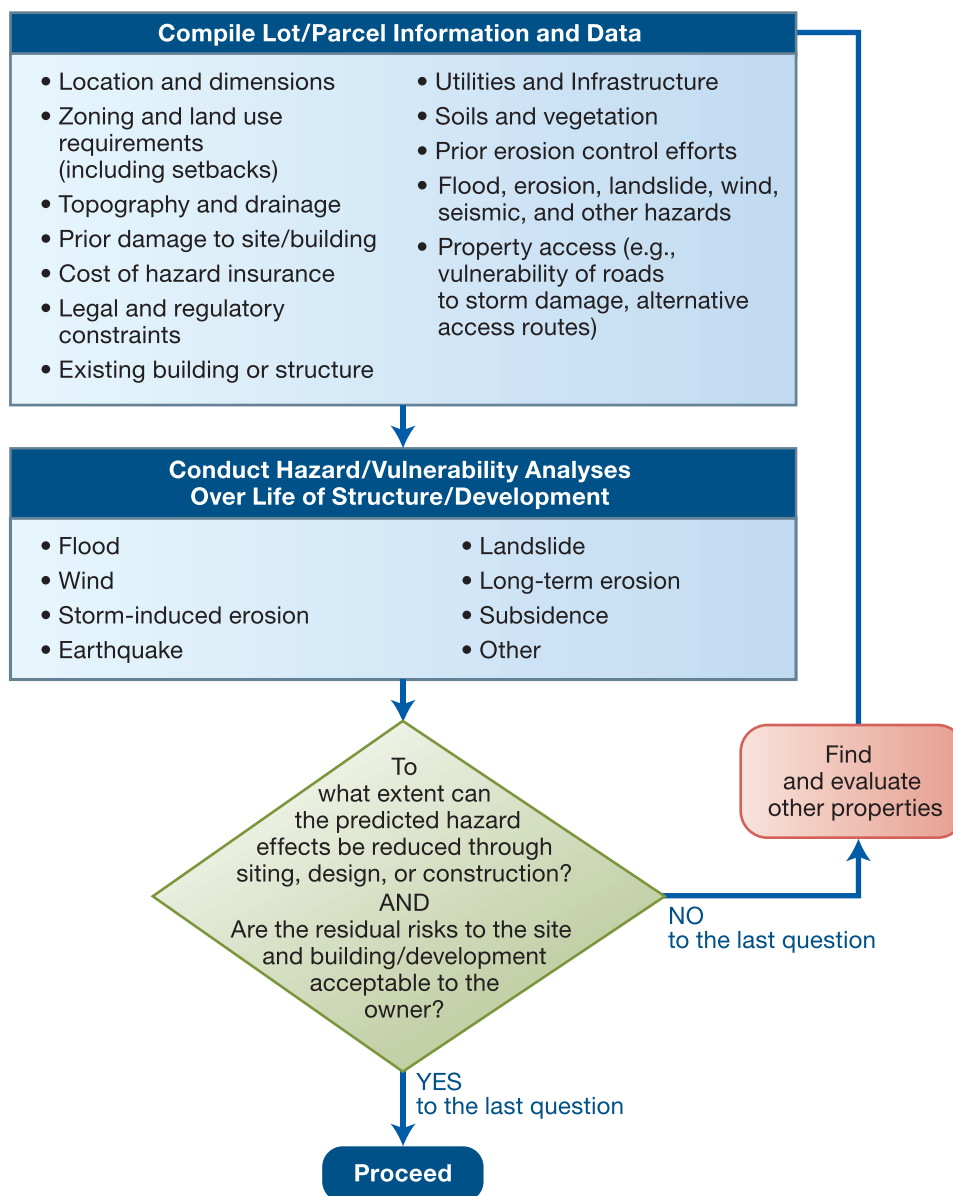 Compile Lot/Parcel Information and Data
• Location and dimensions
• Zoning and land use
requirements
(including setbacks)
• Topography and drainage
• Prior damage to site/building
• Cost of hazard insurance
• Legal and regulatory
constraints
• Existing building or structure
• Utilities and Infrastructure
• Soils and vegetation
• Prior erosion control efforts
• Flood, erosion, landslide, wind,
seismic, and other hazards
• Property access (e.g.,
vulnerability of roads
to storm damage, alternative
access routes)
Conduct Hazard/Vulnerability Analyses
Over Life of Structure/Development
• Flood
• Wind
• Storm-induced erosion
• Earthquake
• Landslide
• Long-term erosion
• Subsidence
• Other
To
what extent can
the predicted hazard
effects be reduced through
siting, design, or construction?
AND
Are the residual risks to the site
and building/development
acceptable to the
owner?
NO
to the last question
Find
and evaluate
other properties
YES
to the last question
Proceed